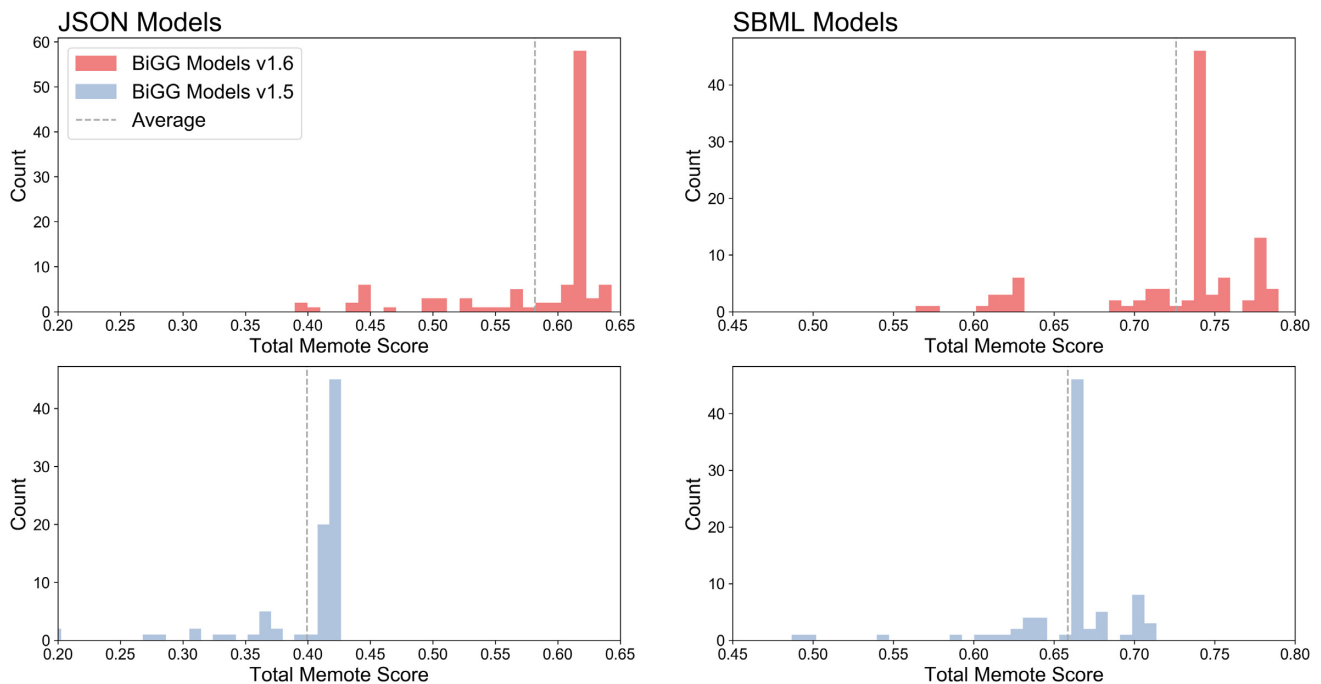 JSON Models
60
50
40
30
20
10
0
Count
BiGG Models v1.6
BiGG Models v1.5
Average
0.20 0.25 0.30 0.35 0.40 0.45 0.50 0.55 0.60 0.65
Total Memote Score
SBML Models
40
30
20
10
0
Count
0.45 0.50 0.55 0.60 0.65 0.70 0.75 0.80
Total Memote Score
40
30
20
10
0
Count
0.20 0.25 0.30 0.35 0.40 0.45 0.50 0.55 0.60 0.65
Total Memote Score
40
30
20
10
0
Count
0.45 0.50 0.55 0.60 0.65 0.70 0.75 0.80
Total Memote Score